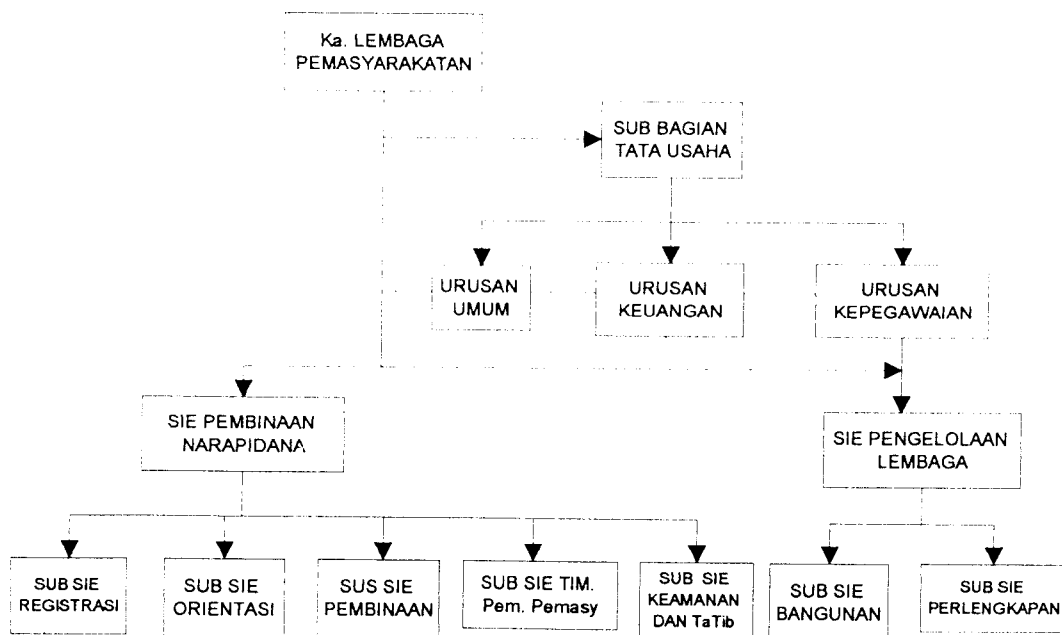 Ka. LEMBAGA
PEMASYARAKATAN
SUB BAGIAN
TATA USAHA
URUSAN
UMUM
URUSAN
KEUANGAN
URUSAN
KEPEGAWAIAN
SIE PEMBINAAN
NARAPIDANA
SIE PENGELOLAAN
LEMBAGA
SUB SIE
REGISTRASI
SUB SIE
ORIENTASI
SUS SIE
PEMBINAAN
SUB SIE TIM.
Pem. Pemasy
SUB SIE
KEAMANAN
DAN TaTib
SUB SIE
BANGUNAN
SUB SIE
PERLENGKAPAN